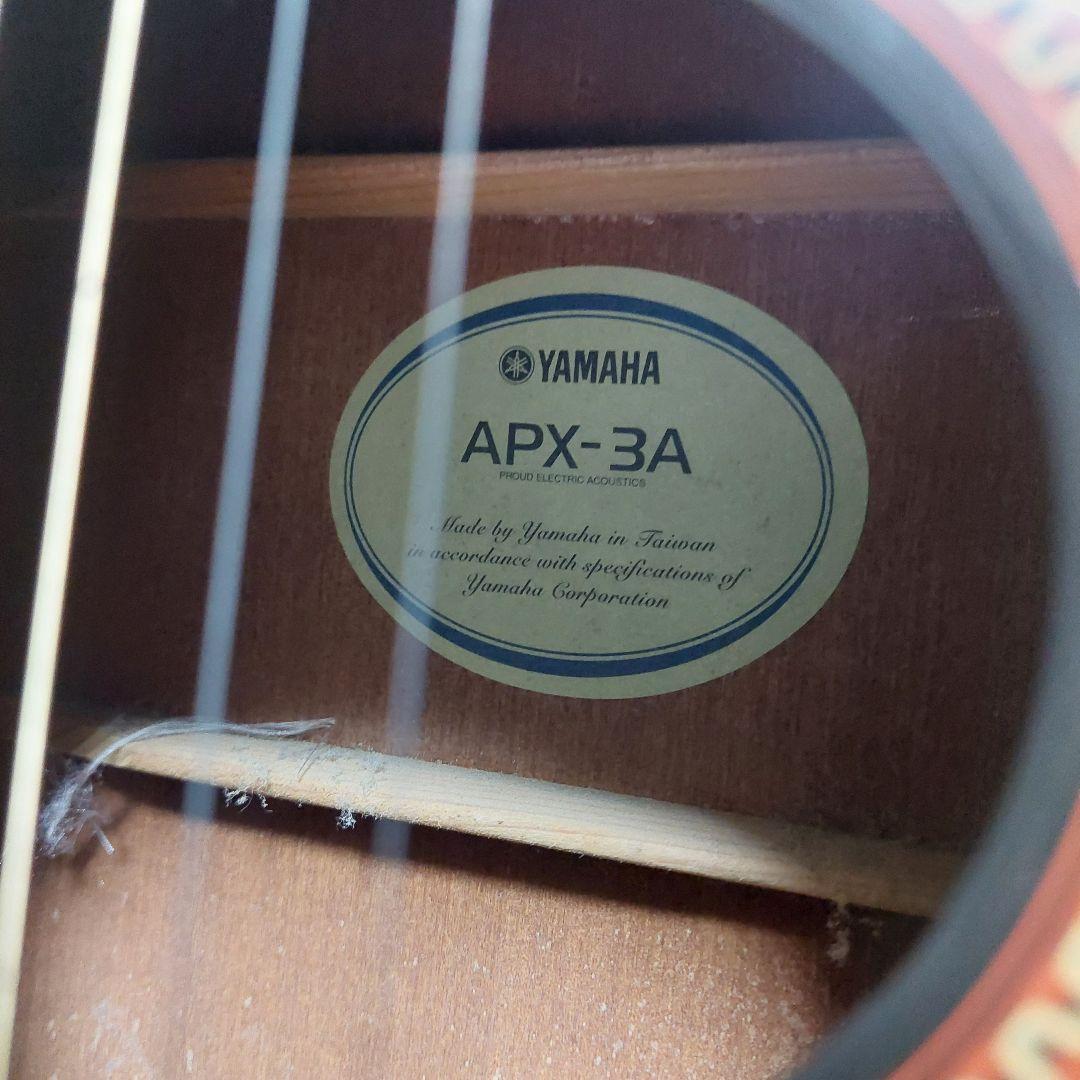 YAMAHA
APX-3A
PROUD ELECTRIC ACOUSTICS
Made by Yamaha in Taiwan
in accordance with specifications of
Yamaha Corporation